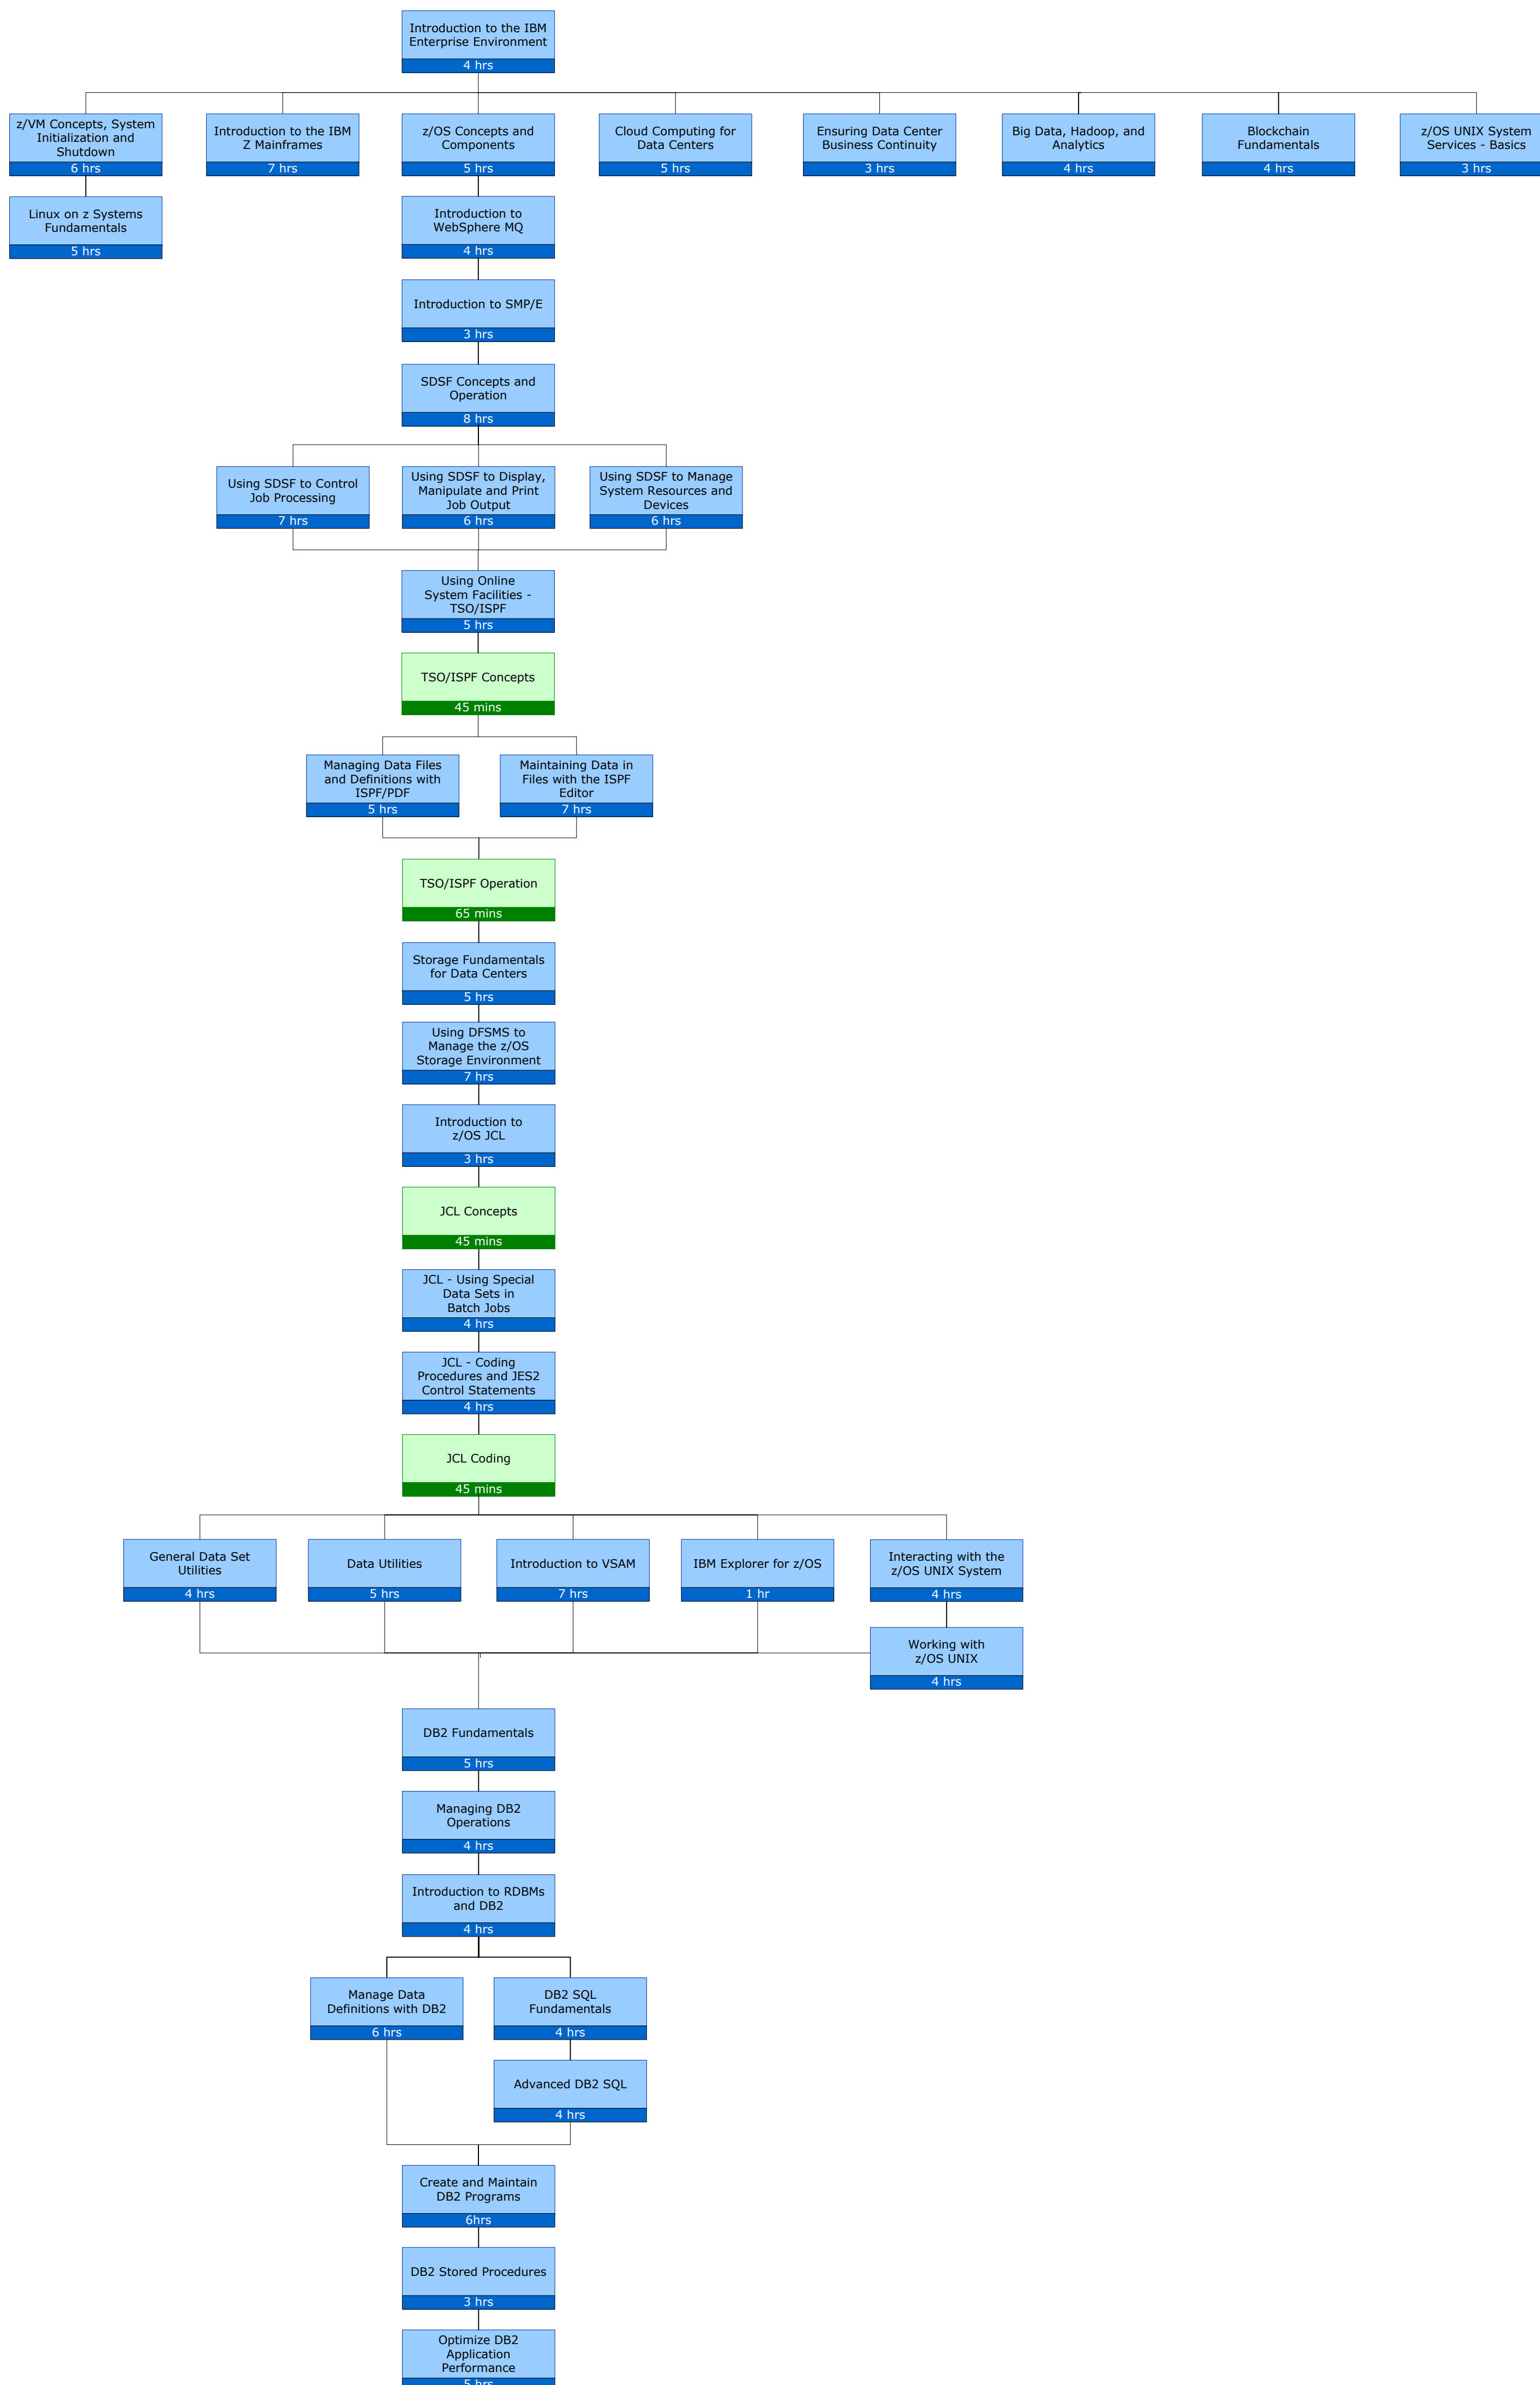 Introduction to the IBM
Enterprise Environment
4 hrs
z/VM Concepts, System
Initialization and
Shutdown
6 hrs
Introduction to the IBM
Z Mainframes
7 hrs
z/OS Concepts and
Components
5 hrs
Cloud Computing for
Data Centers
5 hrs
Ensuring Data Center
Business Continuity
3 hrs
Big Data, Hadoop, and
Analytics
4 hrs
Blockchain
Fundamentals
4 hrs
z/OS UNIX System
Services - Basics
3 hrs
Linux on z Systems
Fundamentals
5 hrs
Introduction to
WebSphere MQ
4 hrs
Introduction to SMP/E
3 hrs
SDSF Concepts and
Operation
8 hrs
Using SDSF to Control
Job Processing
7 hrs
Using SDSF to Display,
Manipulate and Print
Job Output
6 hrs
Using SDSF to Manage
System Resources and
Devices
6 hrs
Using Online
System Facilities -
TSO/ISPF
5 hrs
TSO/ISPF Concepts
45 mins
Managing Data Files
and Definitions with
ISPF/PDF
5 hrs
Maintaining Data in
Files with the ISPF
Editor
7 hrs
TSO/ISPF Operation
65 mins
Storage Fundamentals
for Data Centers
5 hrs
Using DFSMS to
Manage the z/OS
Storage Environment
7 hrs
Introduction to
z/OS JCL
3 hrs
JCL Concepts
45 mins
JCL - Using Special
Data Sets in
Batch Jobs
4 hrs
JCL - Coding
Procedures and JES2
Control Statements
4 hrs
JCL Coding
45 mins
General Data Set
Utilities
4 hrs
Data Utilities
5 hrs
Introduction to VSAM
7 hrs
IBM Explorer for z/OS
1 hr
Interacting with the
z/OS UNIX System
4 hrs
Working with
z/OS UNIX
4 hrs
DB2 Fundamentals
5 hrs
Managing DB2
Operations
4 hrs
Introduction to RDBMs
and DB2
4 hrs
Manage Data
Definitions with DB2
6 hrs
DB2 SQL
Fundamentals
4 hrs
Advanced DB2 SQL
4 hrs
Create and Maintain
DB2 Programs
6hrs
DB2 Stored Procedures
3 hrs
Optimize DB2
Application
Performance
5 hrs